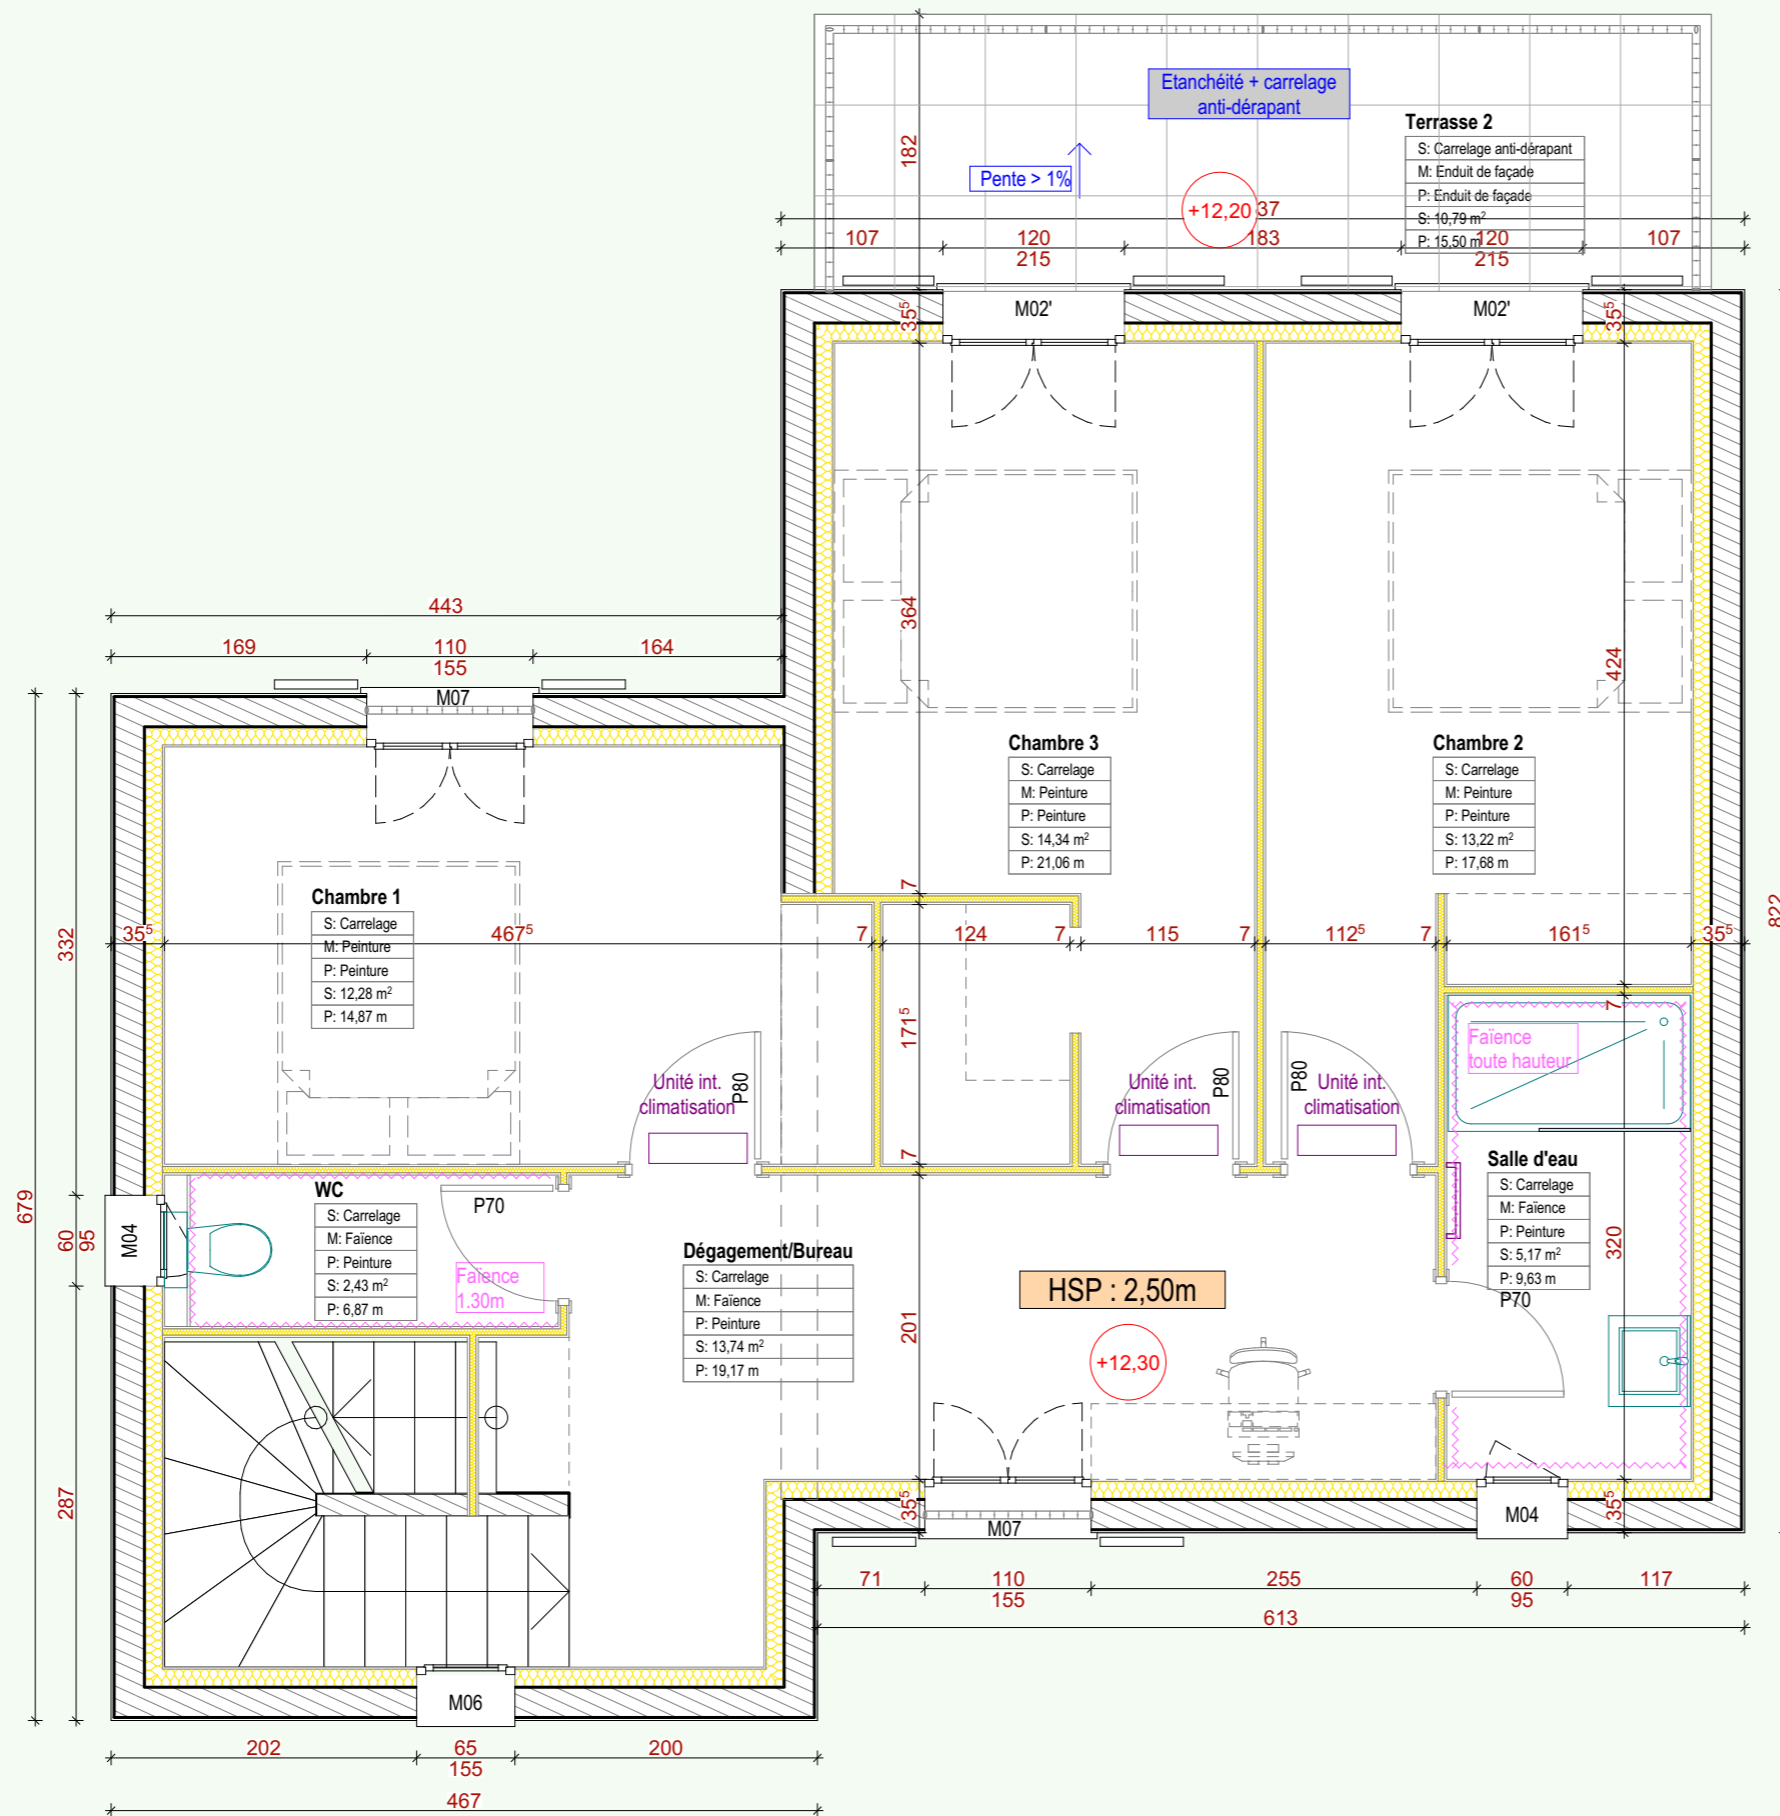 Etanchéité + carrelage
anti-dérapant
Terrasse 2
S: Carrelage anti-dérapant
M: Enduit de façade
P: Enduit de façade
S: 10,79 m²
P: 15,50 m
182
Pente > 1%
+12,20
37
107
120
215
183
120
215
107
M02'
M02'
35⁵
35⁵
364
424
443
169
110
155
164
M07
Chambre 3
S: Carrelage
M: Peinture
P: Peinture
S: 14,34 m²
P: 21,06 m
Chambre 2
S: Carrelage
M: Peinture
P: Peinture
S: 13,22 m²
P: 17,68 m
Chambre 1
S: Carrelage
M: Peinture
P: Peinture
S: 12,28 m²
P: 14,87 m
7
35⁵
467⁵
7
124
7
115
7
112⁵
7
161⁵
35⁵
822
332
679
171⁵
7
Faïence
toute hauteur
Unité int.
climatisation
P80
Unité int.
climatisation
P80
P80
Unité int.
climatisation
7
WC
S: Carrelage
M: Faïence
P: Peinture
S: 2,43 m²
P: 6,87 m
P70
Faïence
1.30m
M04
60
95
Salle d'eau
S: Carrelage
M: Faïence
P: Peinture
S: 5,17 m²
P: 9,63 m
P70
320
Dégagement/Bureau
S: Carrelage
M: Faïence
P: Peinture
S: 13,74 m²
P: 19,17 m
HSP : 2,50m
+12,30
201
287
35⁵
M07
M04
35⁵
71
110
155
255
60
95
117
613
M06
202
65
155
200
467